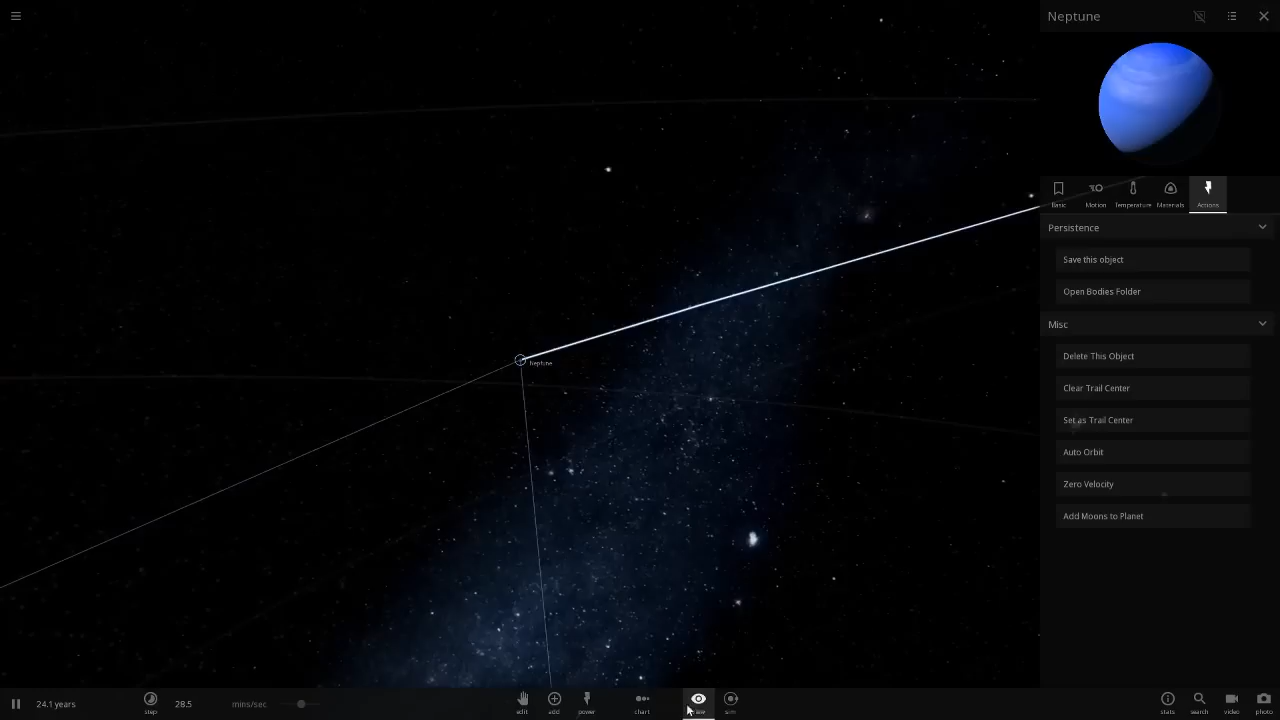 Neptune
Basic
Motion
Temperature
Materials
Actions
Persistence
Save this object
Open Bodies Folder
Misc
Delete This Object
Clear Trail Center
Set as Trail Center
Auto Orbit
Zero Velocity
Add Moons to Planet
Neptune
24.1 years
step
28.5
mins/sec
edit
add
power
chart
sim
stats
search
video
photo